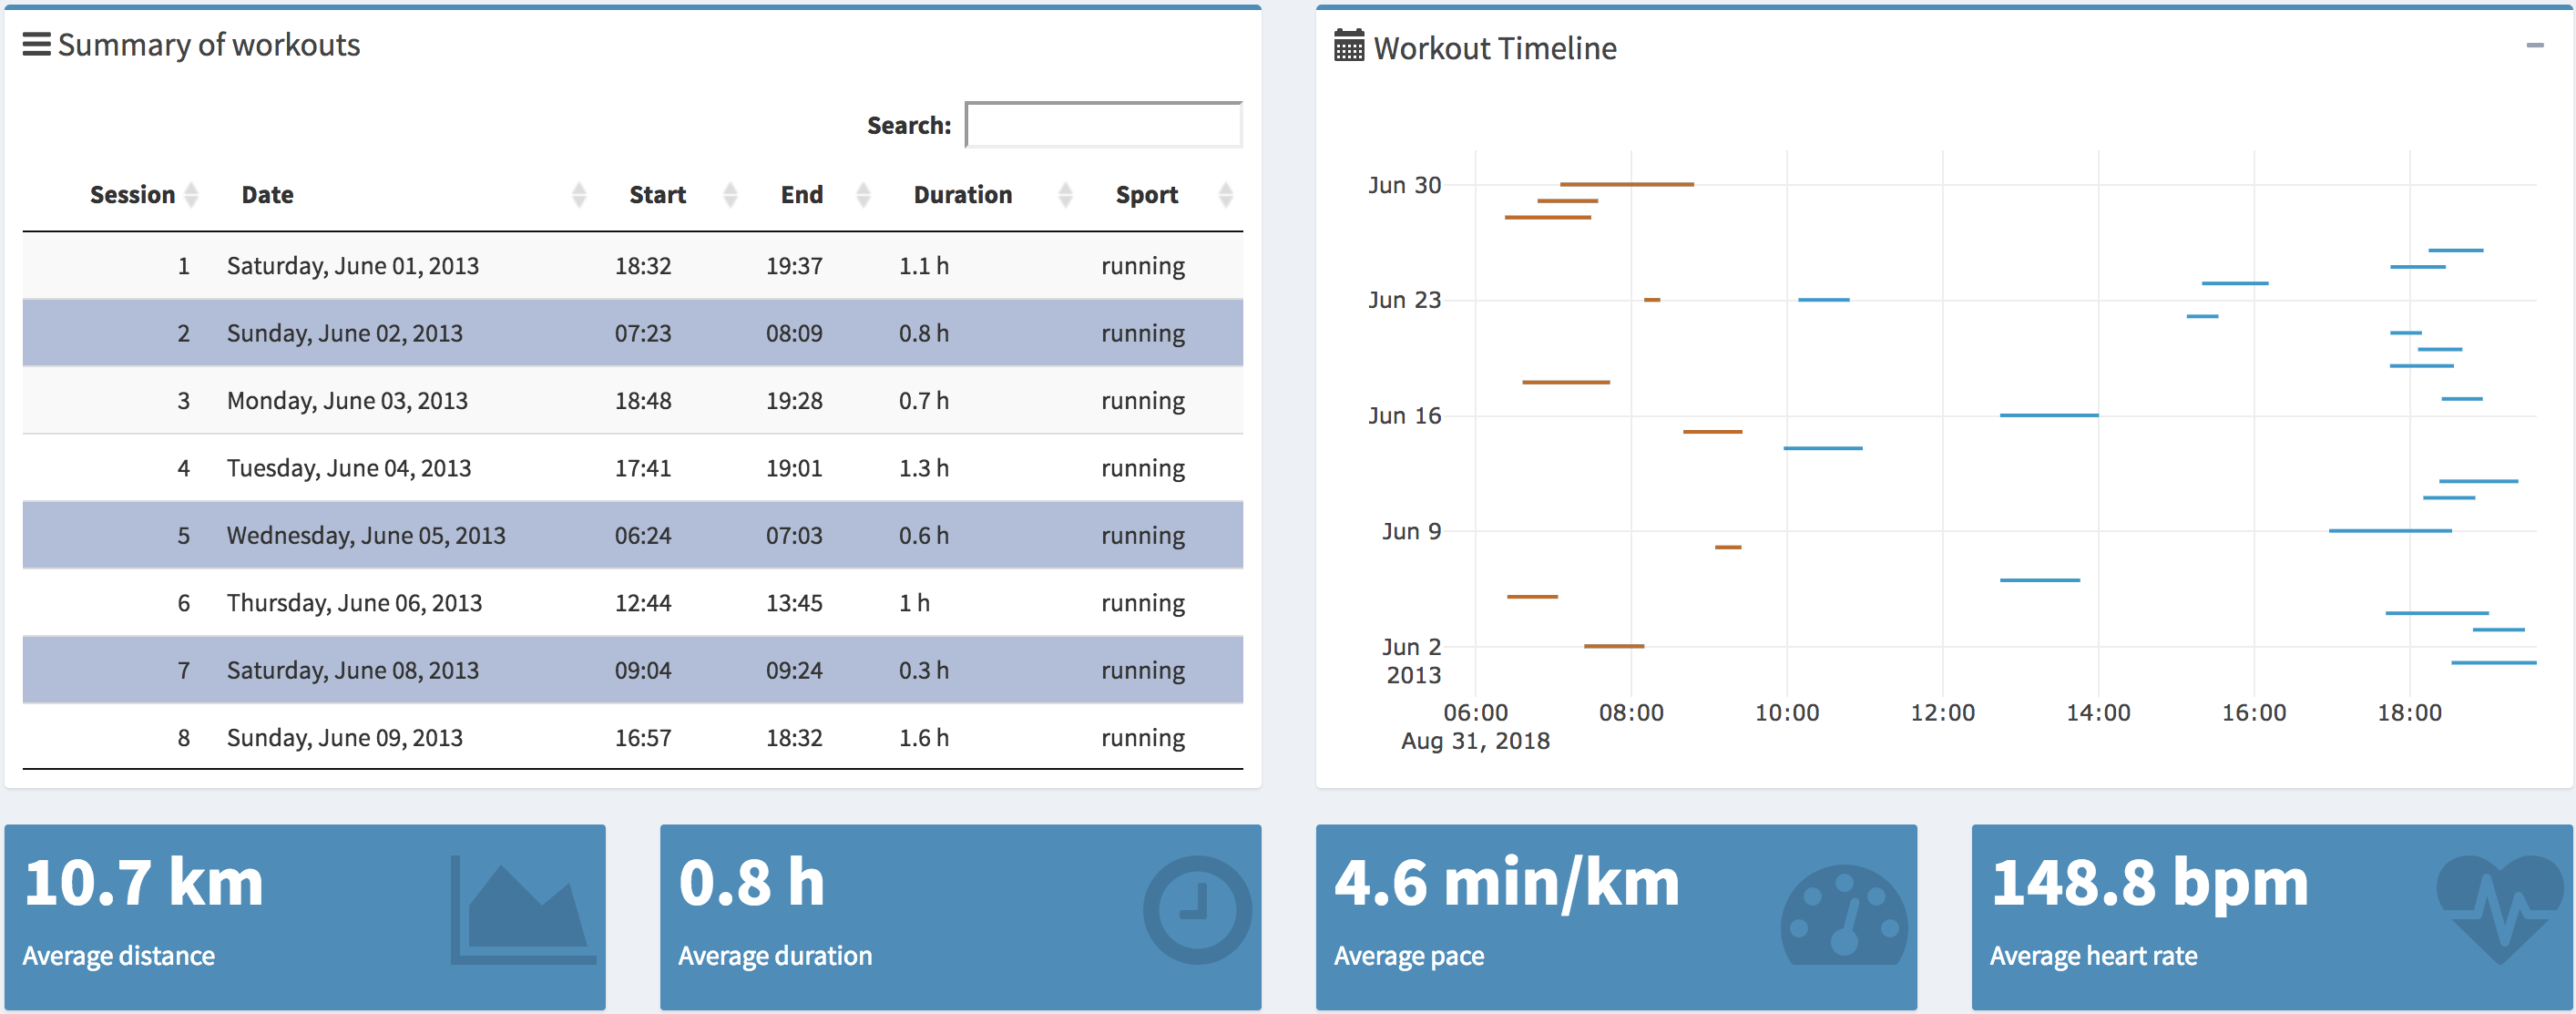 Summary of workouts
Search:
Session Date Start End Duration Sport
1 Saturday, June 01, 2013 18:32 19:37 1.1 h running
2 Sunday, June 02, 2013 07:23 08:09 0.8 h running
3 Monday, June 03, 2013 18:48 19:28 0.7 h running
4 Tuesday, June 04, 2013 17:41 19:01 1.3 h running
5 Wednesday, June 05, 2013 06:24 07:03 0.6 h running
6 Thursday, June 06, 2013 12:44 13:45 1 h running
7 Saturday, June 08, 2013 09:04 09:24 0.3 h running
8 Sunday, June 09, 2013 16:57 18:32 1.6 h running
Workout Timeline
Jun 30
Jun 23
Jun 16
Jun 9
Jun 2
2013
06:00 08:00 10:00 12:00 14:00 16:00 18:00
Aug 31, 2018
10.7 km
Average distance
0.8 h
Average duration
4.6 min/km
Average pace
148.8 bpm
Average heart rate